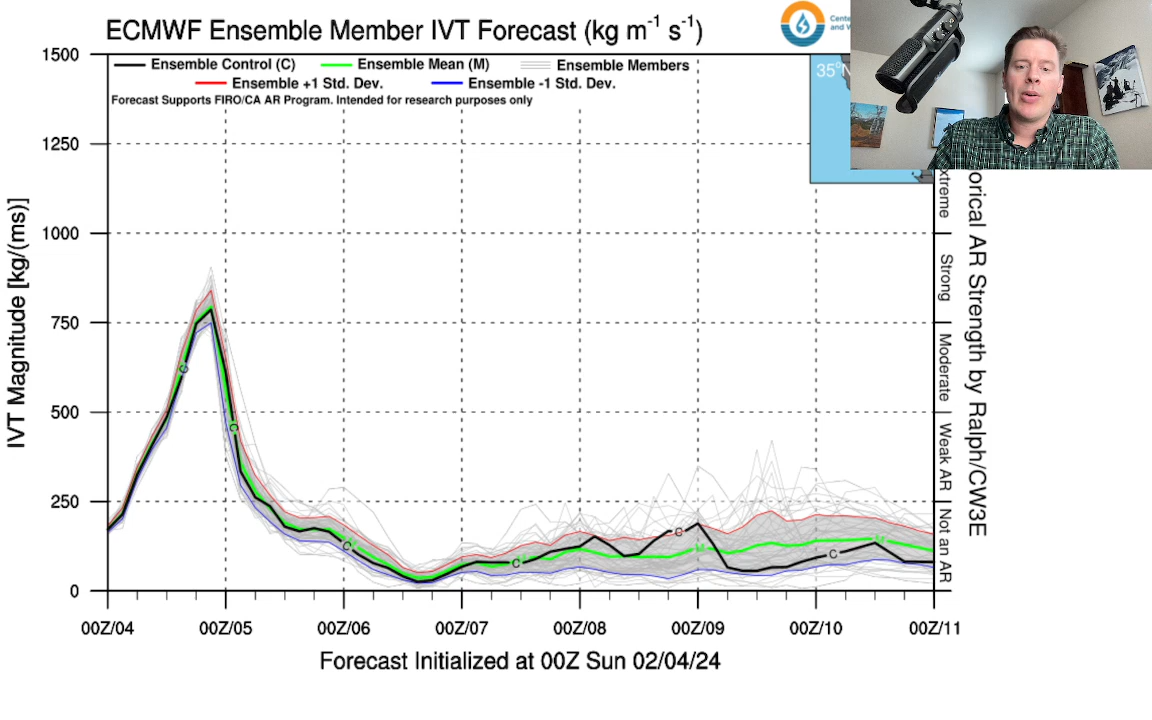 ECMWF Ensemble Member IVT Forecast (kg m⁻¹ s⁻¹)
Ensemble Control (C)
Ensemble Mean (M)
Ensemble Members
Ensemble +1 Std. Dev.
Ensemble -1 Std. Dev.
Forecast Supports FIRO/CA AR Program. Intended for research purposes only
35°N
IVT Magnitude [kg/(ms)]
1500
1250
1000
750
500
250
0
Strong
Moderate
Weak AR
Not an AR
AR Strength by Ralph/CW3E
C
C
C
C
C
M
C
M
00Z/04
00Z/05
00Z/06
00Z/07
00Z/08
00Z/09
00Z/10
00Z/11
Forecast Initialized at 00Z Sun 02/04/24